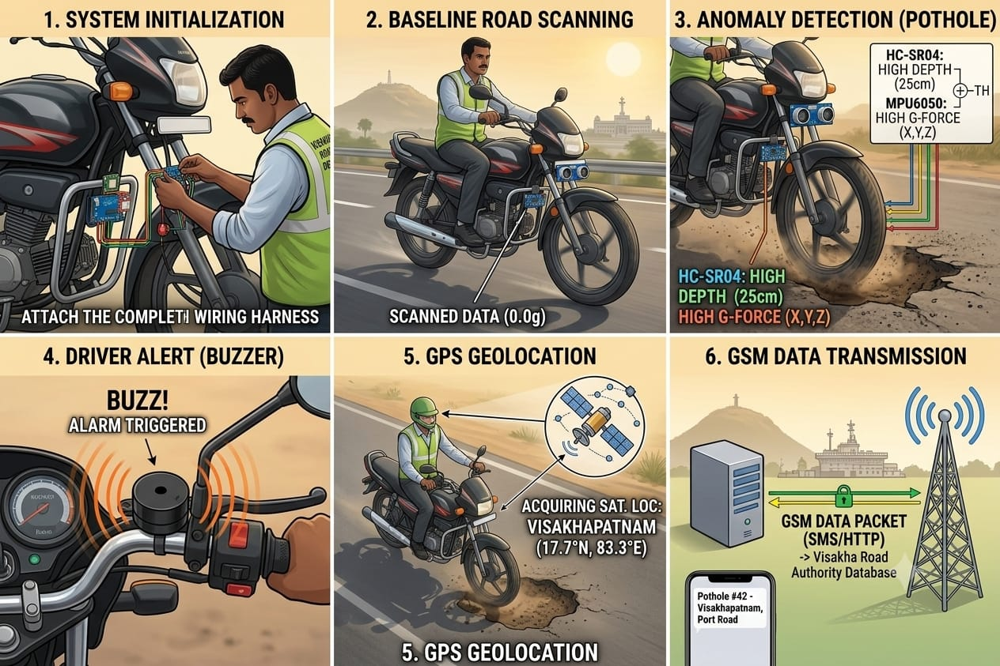 1. SYSTEM INITIALIZATION
ATTACH THE COMPLETH WIRING HARNESS
2. BASELINE ROAD SCANNING
SCANNED DATA (0.0g)
3. ANOMALY DETECTION (POTHOLE)
HC-SR04:
HIGH DEPTH
(25cm)
MPU6050:
HIGH G-FORCE
(X,Y,Z)
TH
HC-SR04: HIGH
DEPTH (25cm)
HIGH G-FORCE (X,Y,Z)
4. DRIVER ALERT (BUZZER)
BUZZ!
ALARM TRIGGERED
5. GPS GEOLOCATION
ACQUIRING SAT. LOC:
VISAKHAPATNAM
(17.7°N, 83.3°E)
5. GPS GEOLOCATION
6. GSM DATA TRANSMISSION
GSM DATA PACKET
(SMS/HTTP)
-> Visakha Road
Authority Database
Pothole #42 -
Visakhapatnam,
Port Road